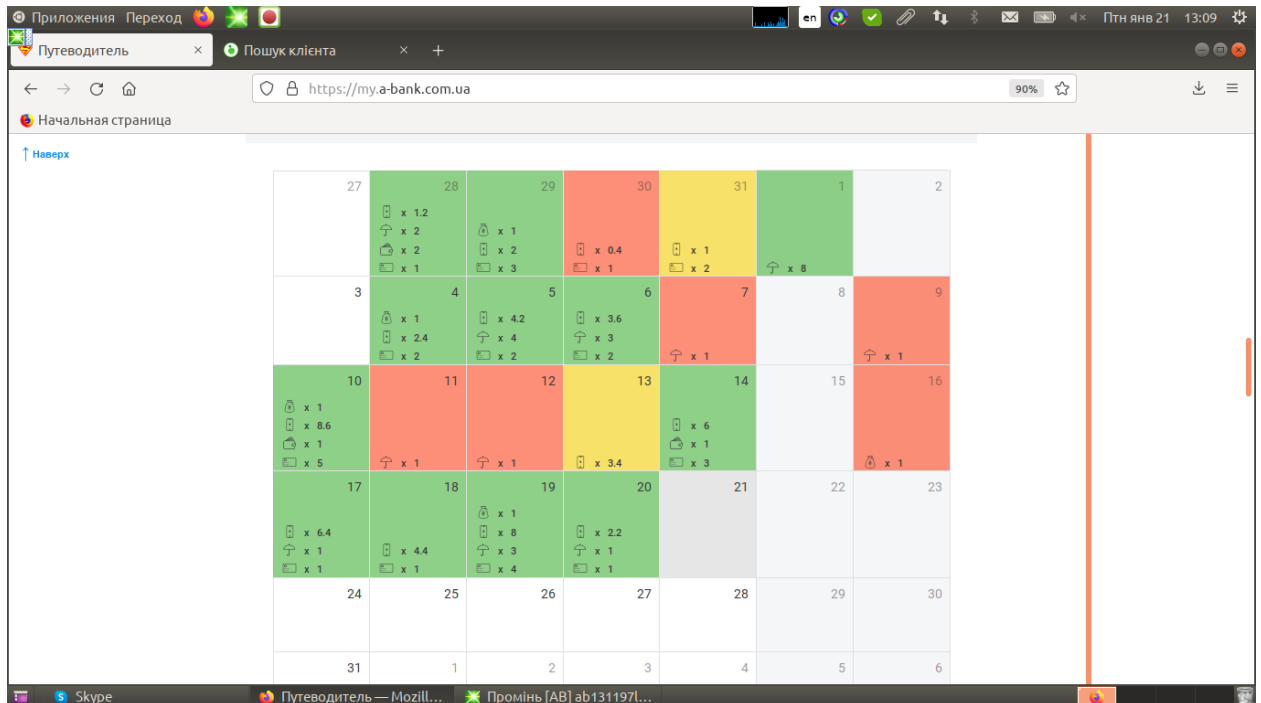 Приложения Переход en Птн янв 21 13:09
Путеводитель × Пошук клієнта × +
https://my.a-bank.com.ua 90%
Начальная страница
↑ Наверх
27 28 29 30 31 1 2
x 1.2
x 2 x 1
x 2 x 2 x 0.4 x 1
x 1 x 3 x 1 x 2 x 8
3 4 5 6 7 8 9
x 1 x 4.2 x 3.6
x 2.4 x 4 x 3
x 2 x 2 x 2 x 1 x 1
10 11 12 13 14 15 16
x 1
x 8.6 x 6
x 1 x 1
x 5 x 1 x 1 x 3.4 x 3 x 1
17 18 19 20 21 22 23
x 1
x 6.4 x 8 x 2.2
x 1 x 4.4 x 3 x 1
x 1 x 1 x 4 x 1
24 25 26 27 28 29 30
31 1 2 3 4 5 6
Skype Путеводитель — Mozill... Промінь [AB] ab131197l...